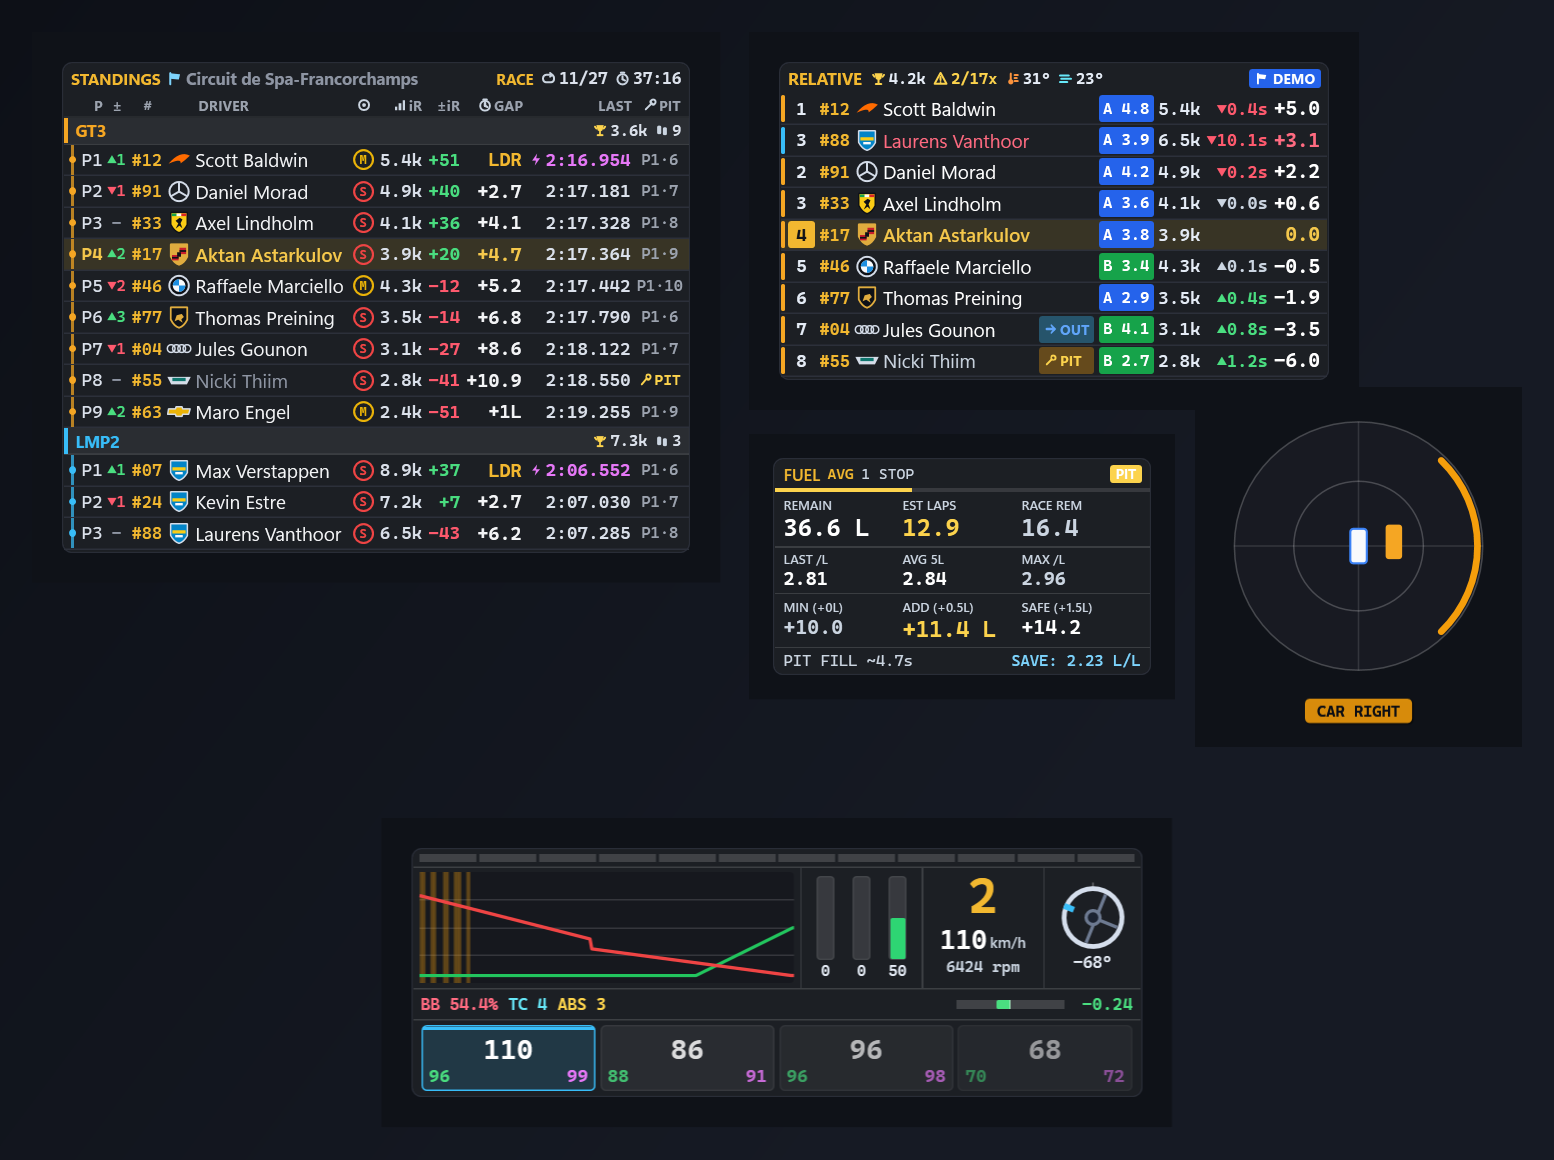 STANDINGS Circuit de Spa-Francorchamps RACE 11/27 37:16
P ± # DRIVER iR ±iR GAP LAST PIT
GT3 3.6k 9
P1 ▲1 #12 Scott Baldwin M 5.4k +51 LDR 2:16.954 P1·6
P2 ▼1 #91 Daniel Morad S 4.9k +40 +2.7 2:17.181 P1·7
P3 – #33 Axel Lindholm S 4.1k +36 +4.1 2:17.328 P1·8
P4 ▲2 #17 Aktan Astarkulov S 3.9k +20 +4.7 2:17.364 P1·9
P5 ▼2 #46 Raffaele Marciello M 4.3k −12 +5.2 2:17.442 P1·10
P6 ▲3 #77 Thomas Preining S 3.5k −14 +6.8 2:17.790 P1·6
P7 ▼1 #04 Jules Gounon S 3.1k −27 +8.6 2:18.122 P1·7
P8 – #55 Nicki Thiim S 2.8k −41 +10.9 2:18.550 PIT
P9 ▲2 #63 Maro Engel M 2.4k −51 +1L 2:19.255 P1·9
LMP2 7.3k 3
P1 ▲1 #07 Max Verstappen S 8.9k +37 LDR 2:06.552 P1·6
P2 ▼1 #24 Kevin Estre S 7.2k +7 +2.7 2:07.030 P1·7
P3 – #88 Laurens Vanthoor S 6.5k −43 +6.2 2:07.285 P1·8
RELATIVE 4.2k 2/17x 31° 23° DEMO
1 #12 Scott Baldwin A 4.8 5.4k ▼0.4s +5.0
3 #88 Laurens Vanthoor A 3.9 6.5k ▼10.1s +3.1
2 #91 Daniel Morad A 4.2 4.9k ▼0.2s +2.2
3 #33 Axel Lindholm A 3.6 4.1k ▼0.0s +0.6
4 #17 Aktan Astarkulov A 3.8 3.9k 0.0
5 #46 Raffaele Marciello B 3.4 4.3k ▲0.1s −0.5
6 #77 Thomas Preining A 2.9 3.5k ▲0.4s −1.9
7 #04 Jules Gounon → OUT B 4.1 3.1k ▲0.8s −3.5
8 #55 Nicki Thiim PIT B 2.7 2.8k ▲1.2s −6.0
FUEL AVG 1 STOP PIT
REMAIN EST LAPS RACE REM
36.6 L 12.9 16.4
LAST /L AVG 5L MAX /L
2.81 2.84 2.96
MIN (+0L) ADD (+0.5L) SAFE (+1.5L)
+10.0 +11.4 L +14.2
PIT FILL ~4.7s SAVE: 2.23 L/L
CAR RIGHT
2
110 km/h
6424 rpm
0 0 50
−68°
BB 54.4% TC 4 ABS 3 −0.24
110 86 96 68
96 99 88 91 96 98 70 72